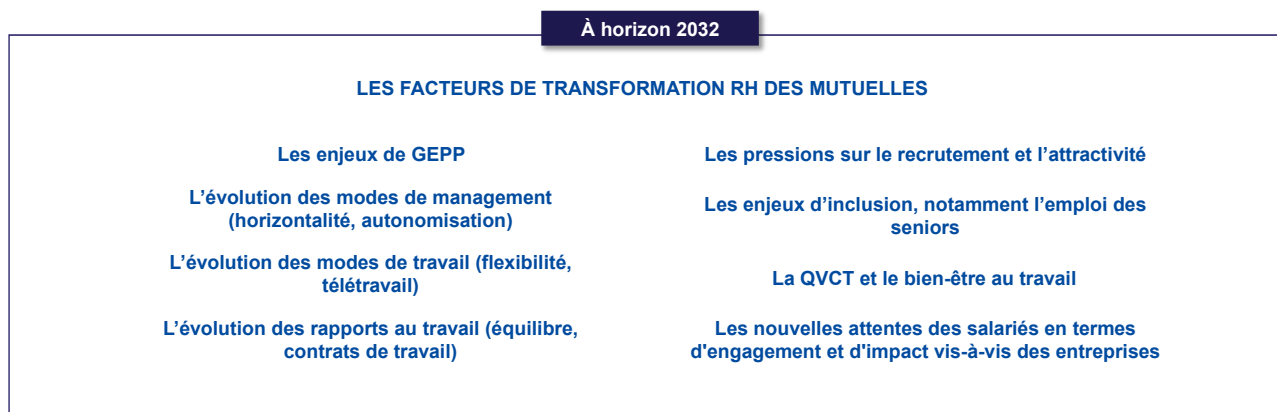 À horizon 2032
LES FACTEURS DE TRANSFORMATION RH DES MUTUELLES
Les enjeux de GEPP
L’évolution des modes de management
(horizontalité, autonomisation)
L’évolution des modes de travail (flexibilité,
télétravail)
L’évolution des rapports au travail (équilibre,
contrats de travail)
Les pressions sur le recrutement et l’attractivité
Les enjeux d’inclusion, notamment l’emploi des
seniors
La QVCT et le bien-être au travail
Les nouvelles attentes des salariés en termes
d'engagement et d'impact vis-à-vis des entreprises